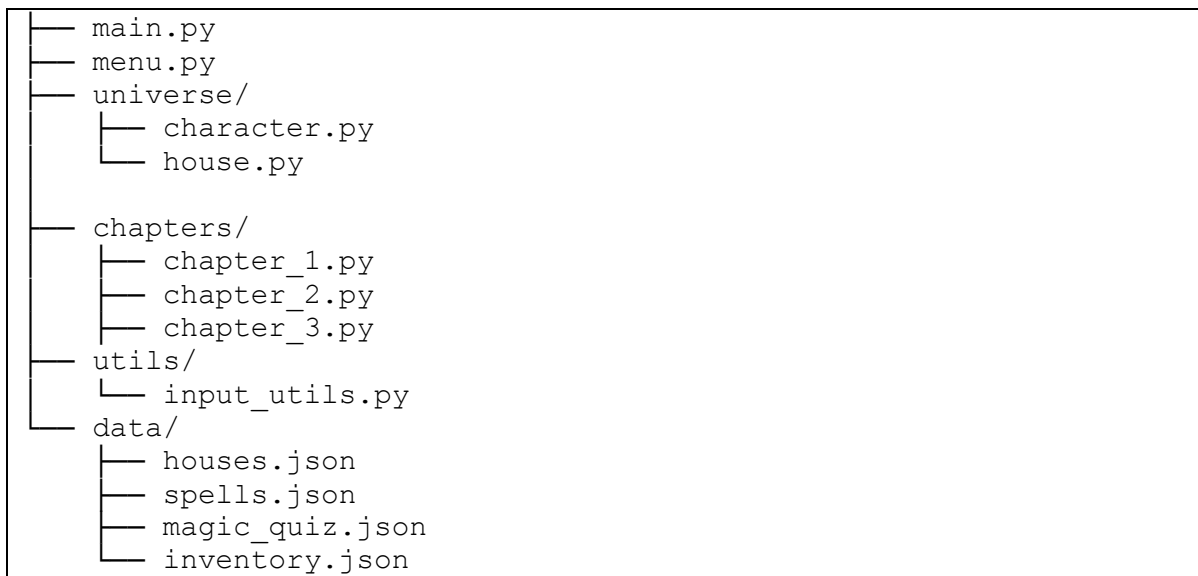 ├── main.py
├── menu.py
├── universe/
│   ├── character.py
│   └── house.py
│
├── chapters/
│   ├── chapter_1.py
│   ├── chapter_2.py
│   ├── chapter_3.py
├── utils/
│   └── input_utils.py
└── data/
    ├── houses.json
    ├── spells.json
    ├── magic_quiz.json
    └── inventory.json